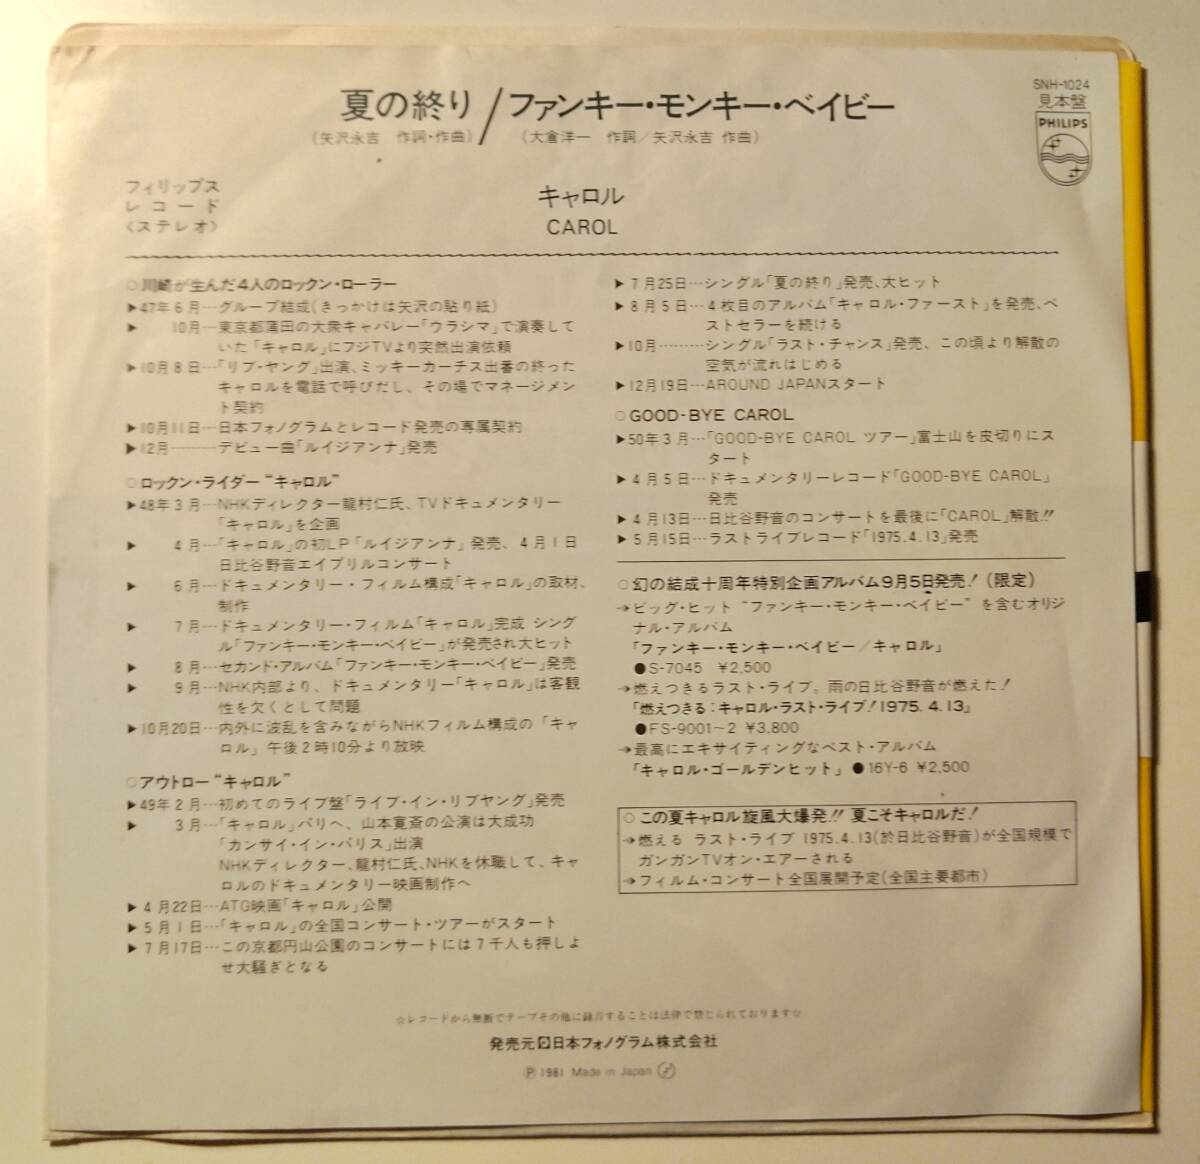 SNH-1024
見本盤
PHILIPS
夏の終り/ファンキー・モンキー・ベイビー
(矢沢永吉 作詞・作曲) (大倉洋一 作詞/矢沢永吉 作曲)
フィリップス
レコード
〈ステレオ〉
キャロル
CAROL
○川崎が生んだ4人のロックン・ローラー
▶47年6月…グループ結成(きっかけは矢沢の貼り紙)
▶ 10月…東京都蒲田の大衆キャバレー「ウラシマ」で演奏して
いた「キャロル」にフジTVより突然出演依頼
▶10月8日…「リブ・ヤング」出演、ミッキーカーチス出番の終った
キャロルを電話で呼びだし、その場でマネージメン
ト契約
▶10月11日…日本フォノグラムとレコード発売の専属契約
▶12月………デビュー曲「ルイジアンナ」発売
○ロックン・ライダー“キャロル”
▶48年3月…NHKディレクター龍村仁氏、TVドキュメンタリー
「キャロル」を企画
▶ 4月…「キャロル」の初LP「ルイジアンナ」発売、4月1日
日比谷野音エイプリルコンサート
▶ 6月…ドキュメンタリー・フィルム構成「キャロル」の取材、
制作
▶ 7月…ドキュメンタリー・フィルム「キャロル」完成 シング
ル「ファンキー・モンキー・ベイビー」が発売され大ヒット
▶ 8月…セカンド・アルバム「ファンキー・モンキー・ベイビー」発売
▶ 9月…NHK内部より、ドキュメンタリー「キャロル」は客観
性を欠くとして問題
▶10月20日…内外に波乱を含みながらNHKフィルム構成の「キャ
ロル」午後2時10分より放映
○アウトロー“キャロル”
▶49年2月…初めてのライブ盤「ライブ・イン・リブヤング」発売
▶ 3月…「キャロル」パリへ、山本寛斎の公演は大成功
「カンサイ・イン・パリス」出演
NHKディレクター、龍村仁氏、NHKを休職して、キャ
ロルのドキュメンタリー映画制作へ
▶4月22日…ATG映画「キャロル」公開
▶5月1日…「キャロル」の全国コンサート・ツアーがスタート
▶7月17日…この京都円山公園のコンサートには7千人も押しよ
せ大騒ぎとなる
▶7月25日…シングル「夏の終り」発売、大ヒット
▶8月5日…4枚目のアルバム「キャロル・ファースト」を発売、ベ
ストセラーを続ける
▶10月………シングル「ラスト・チャンス」発売、この頃より解散の
空気が流れはじめる
▶12月19日…AROUND JAPANスタート
○GOOD-BYE CAROL
▶50年3月…「GOOD-BYE CAROL ツアー」富士山を皮切りにス
タート
▶4月5日…ドキュメンタリーレコード「GOOD-BYE CAROL」
発売
▶4月13日…日比谷野音のコンサートを最後に「CAROL」解散!!
▶5月15日…ラストライブレコード「1975.4.13」発売
○幻の結成十周年特別企画アルバム9月5日発売!(限定)
→ビッグ・ヒット “ファンキー・モンキー・ベイビー” を含むオリジ
ナル・アルバム
「ファンキー・モンキー・ベイビー/キャロル」
●S-7045 ¥2,500
→燃えつきるラスト・ライブ。雨の日比谷野音が燃えた!
「燃えつきる:キャロル・ラスト・ライブ!1975.4.13」
●FS-9001~2 ¥3,800
→最高にエキサイティングなベスト・アルバム
「キャロル・ゴールデンヒット」●16Y-6 ¥2,500
○この夏キャロル旋風大爆発!!夏こそキャロルだ!
→燃える ラスト・ライブ 1975.4.13(於日比谷野音)が全国規模で
ガンガンTVオン・エアーされる
→フィルム・コンサート全国展開予定(全国主要都市)
☆レコードから無断でテープその他に録音することは法律で禁じられております☆
発売元 日本フォノグラム株式会社
Ⓟ1981 Made in Japan